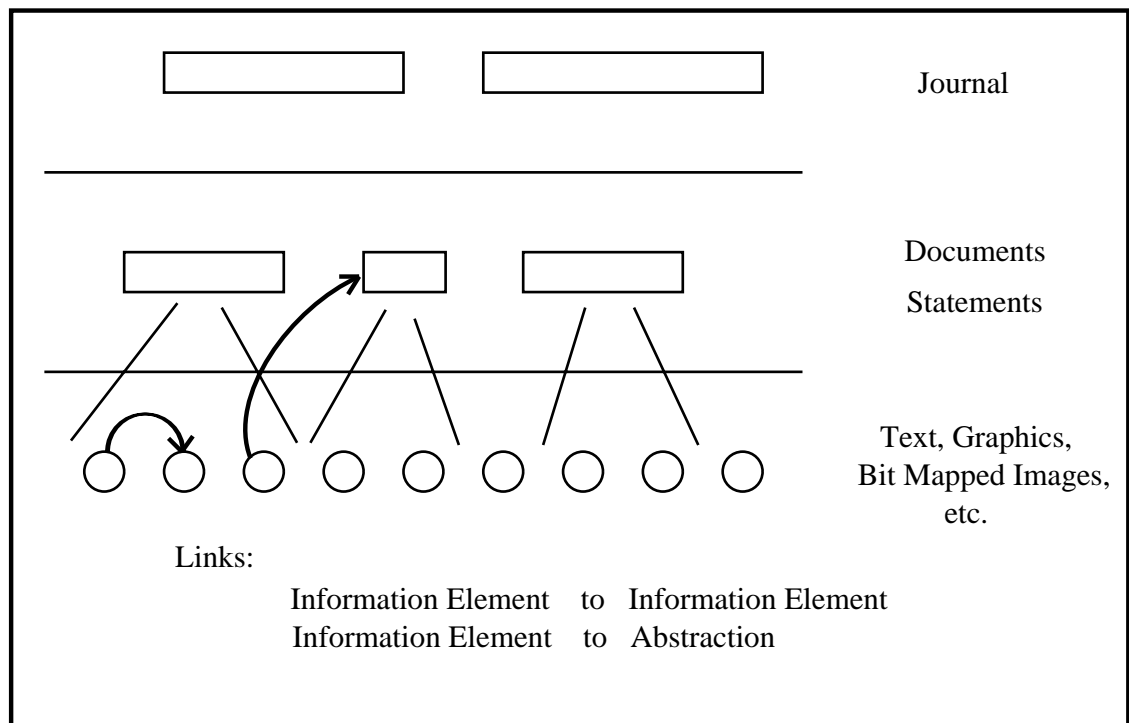 Journal
Documents
Statements
Text, Graphics,
Bit Mapped Images,
etc.
Links:
Information Element to Information Element
Information Element to Abstraction